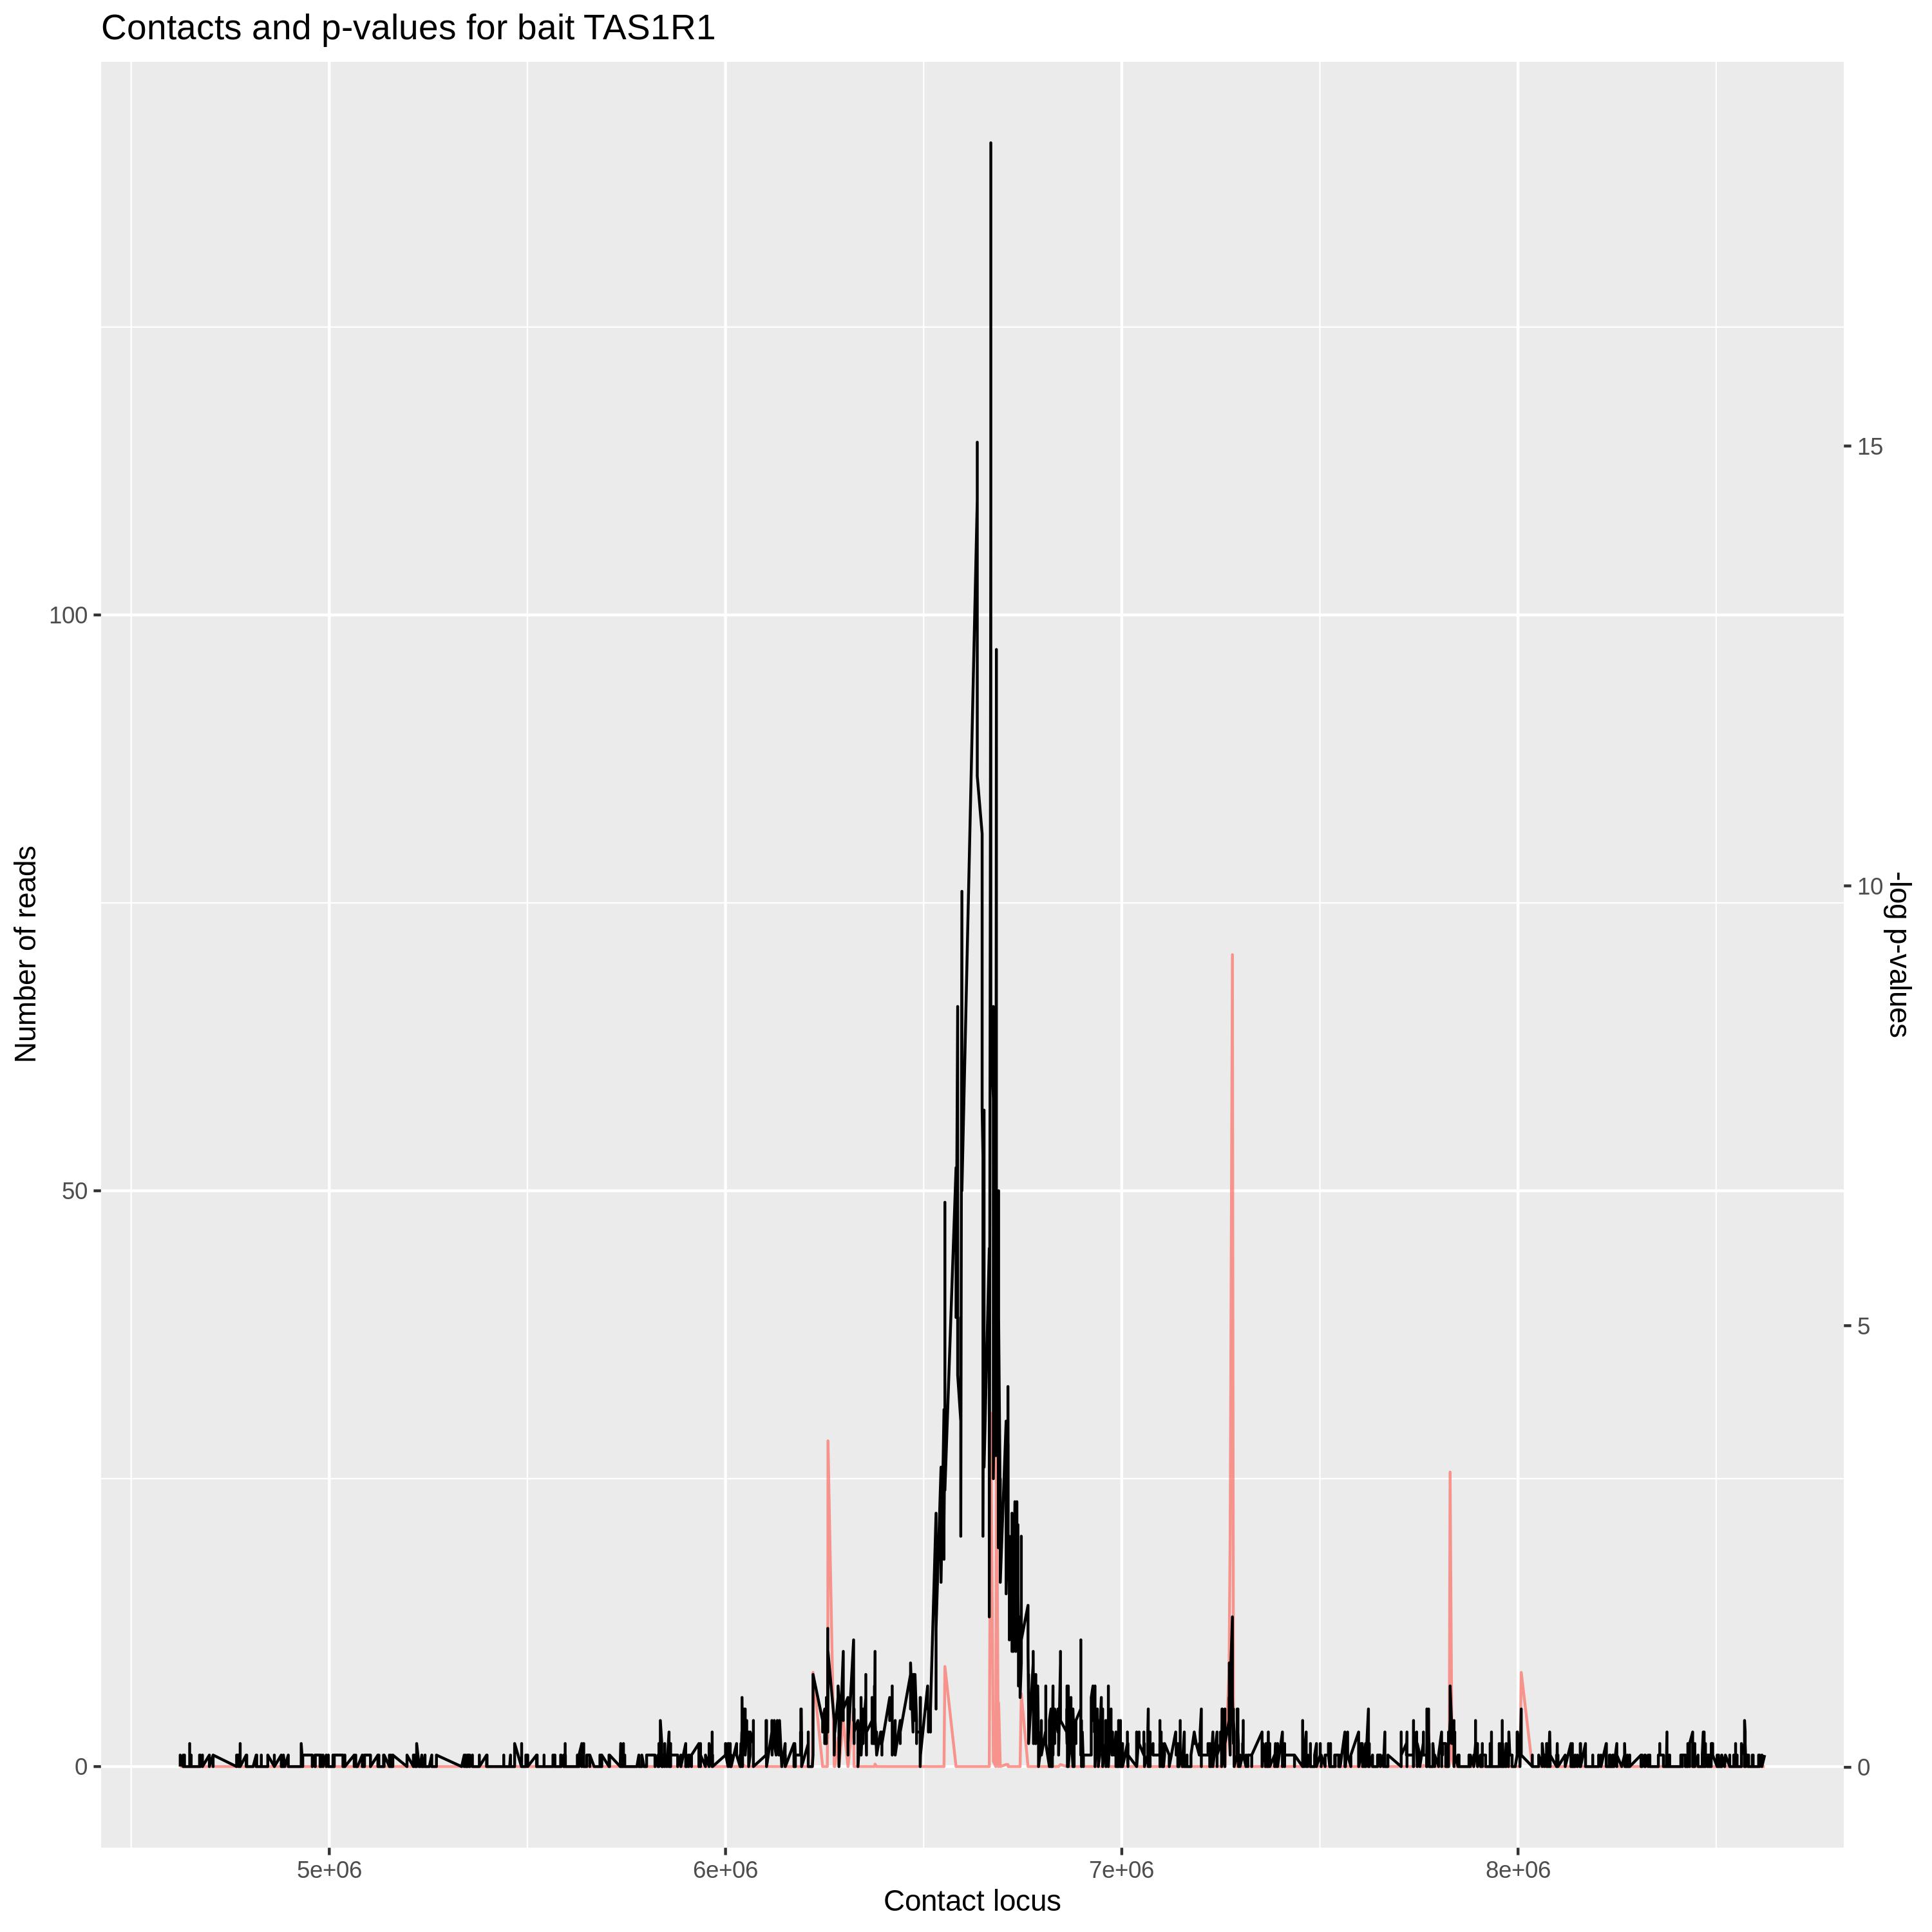 Contacts and p-values for bait TAS1R1
Number of reads
100
50
0
15
10
5
0
-log p-values
5e+06
6e+06
7e+06
8e+06
Contact locus